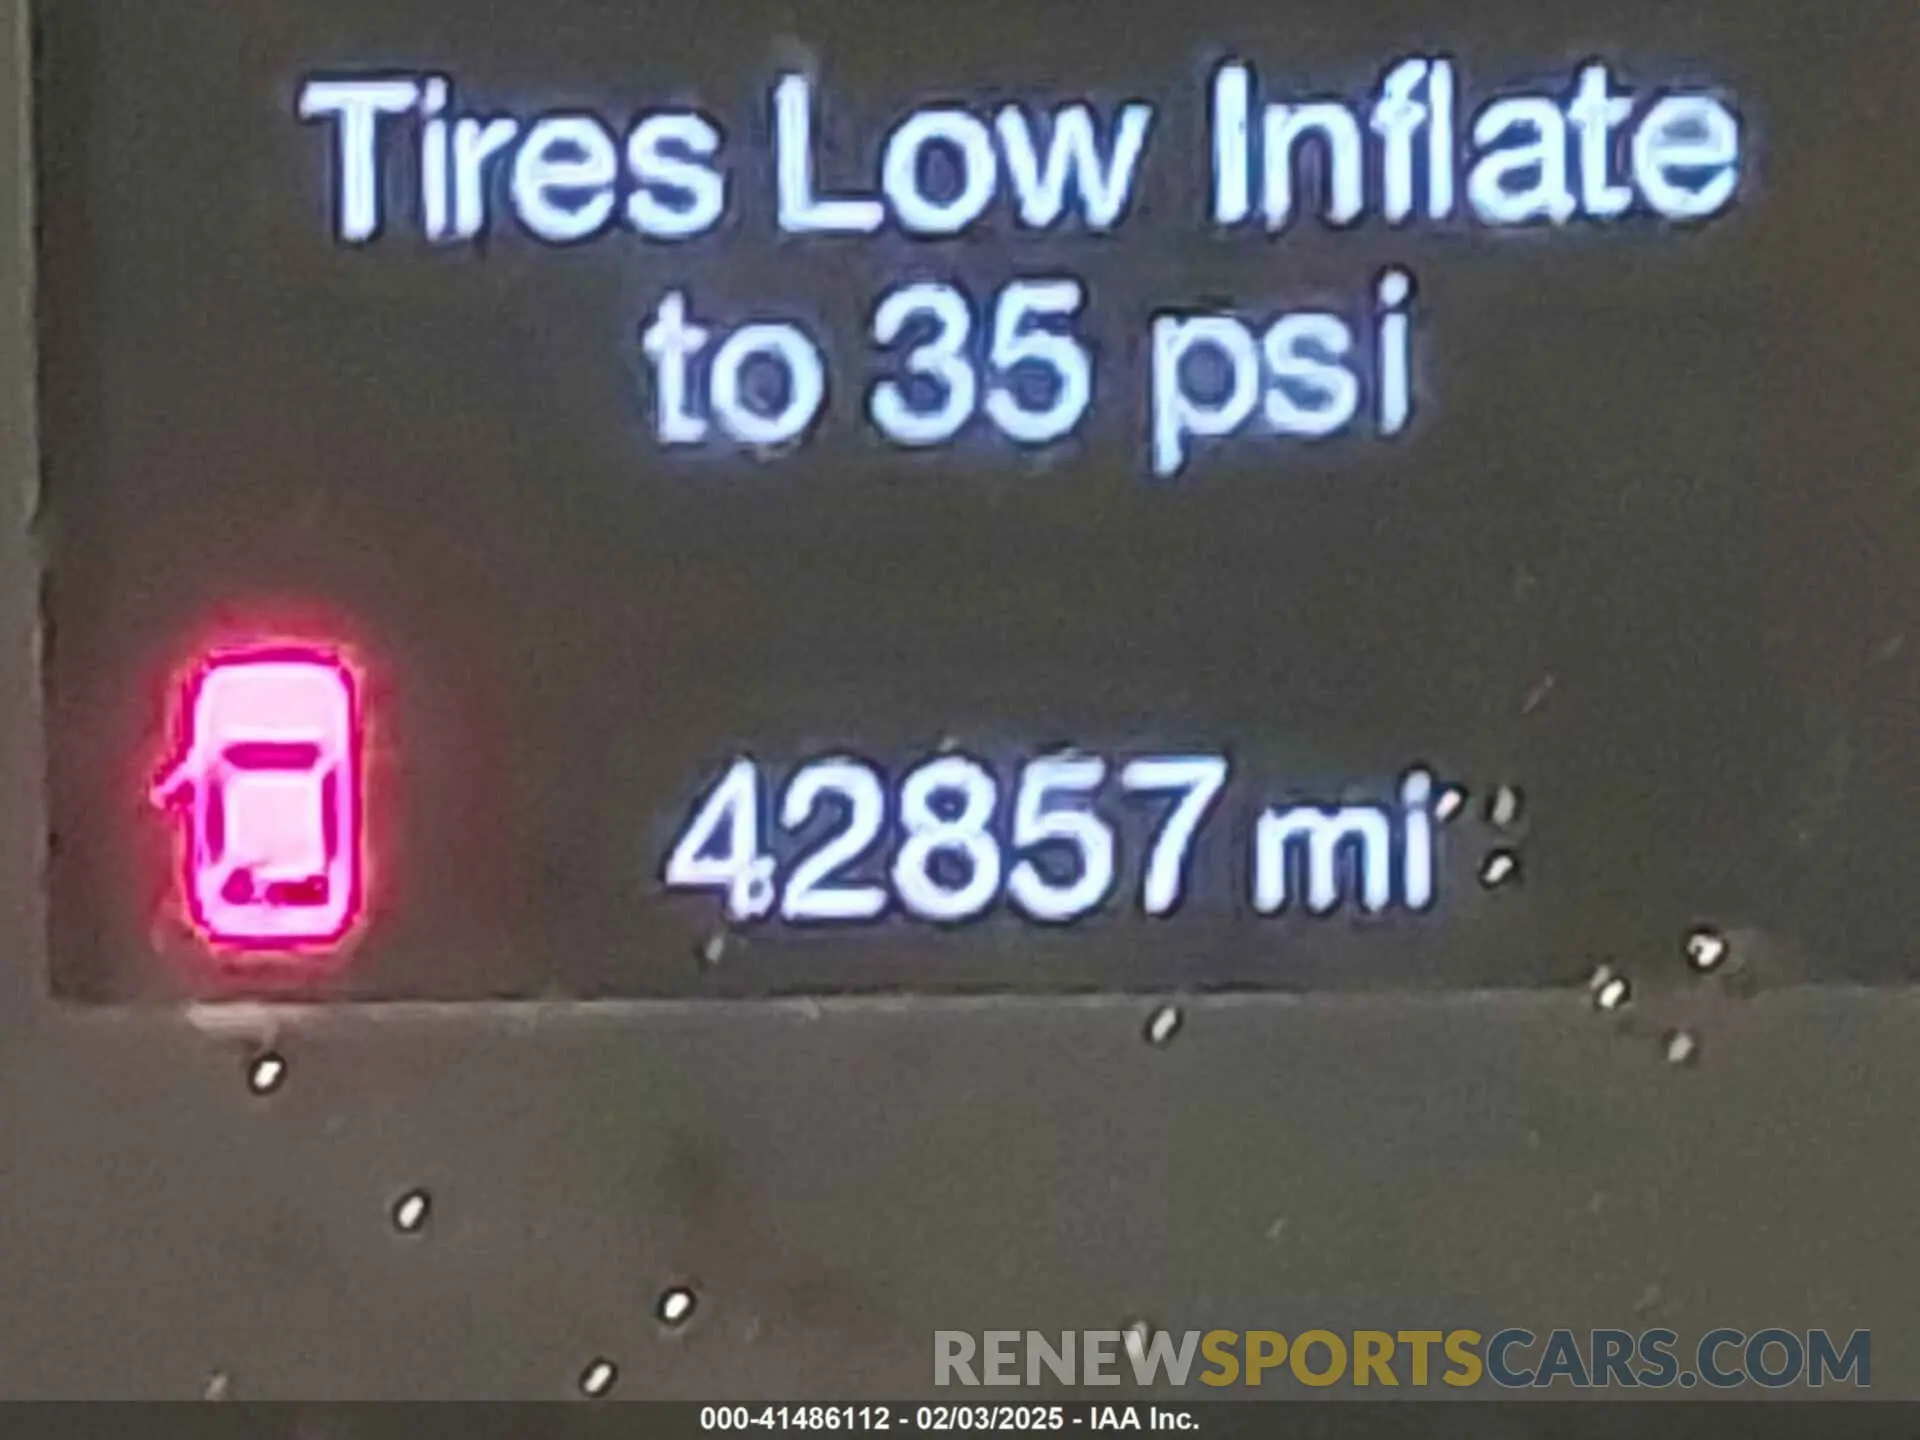 Tires Low Inflate
to 35 psi
42857 mi
RENEWSPORTSCARS.COM
000-41486112 - 02/03/2025 - IAA Inc.